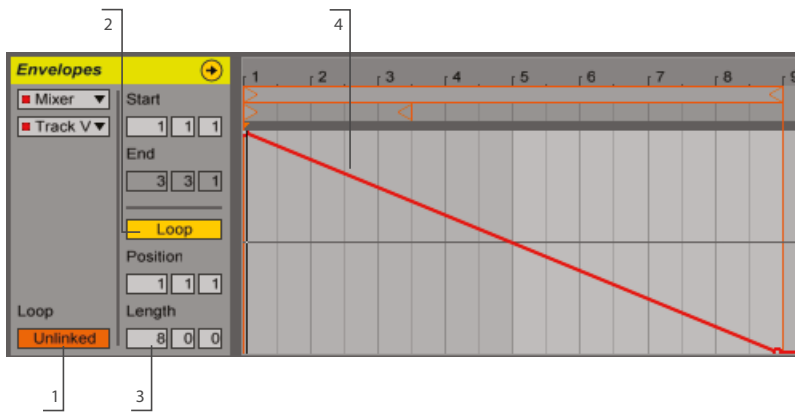 2
4
Envelopes
1 2 3 4 5 6 7 8 9
Mixer
Start
Track V
1 1 1
End
3 3 1
Loop
Position
1 1 1
Loop
Length
Unlinked
8 0 0
1
3